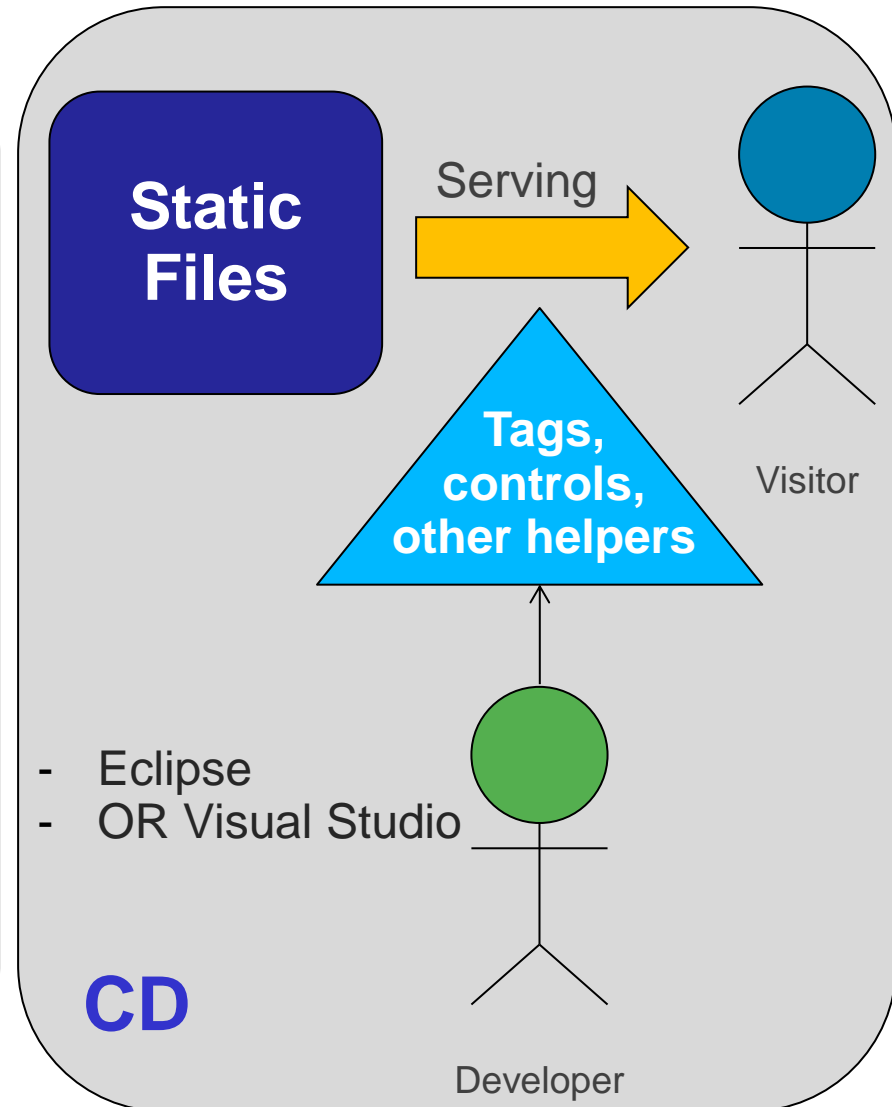 Static
Files
Serving
Tags,
controls,
other helpers
Visitor
- Eclipse
- OR Visual Studio
CD
Developer